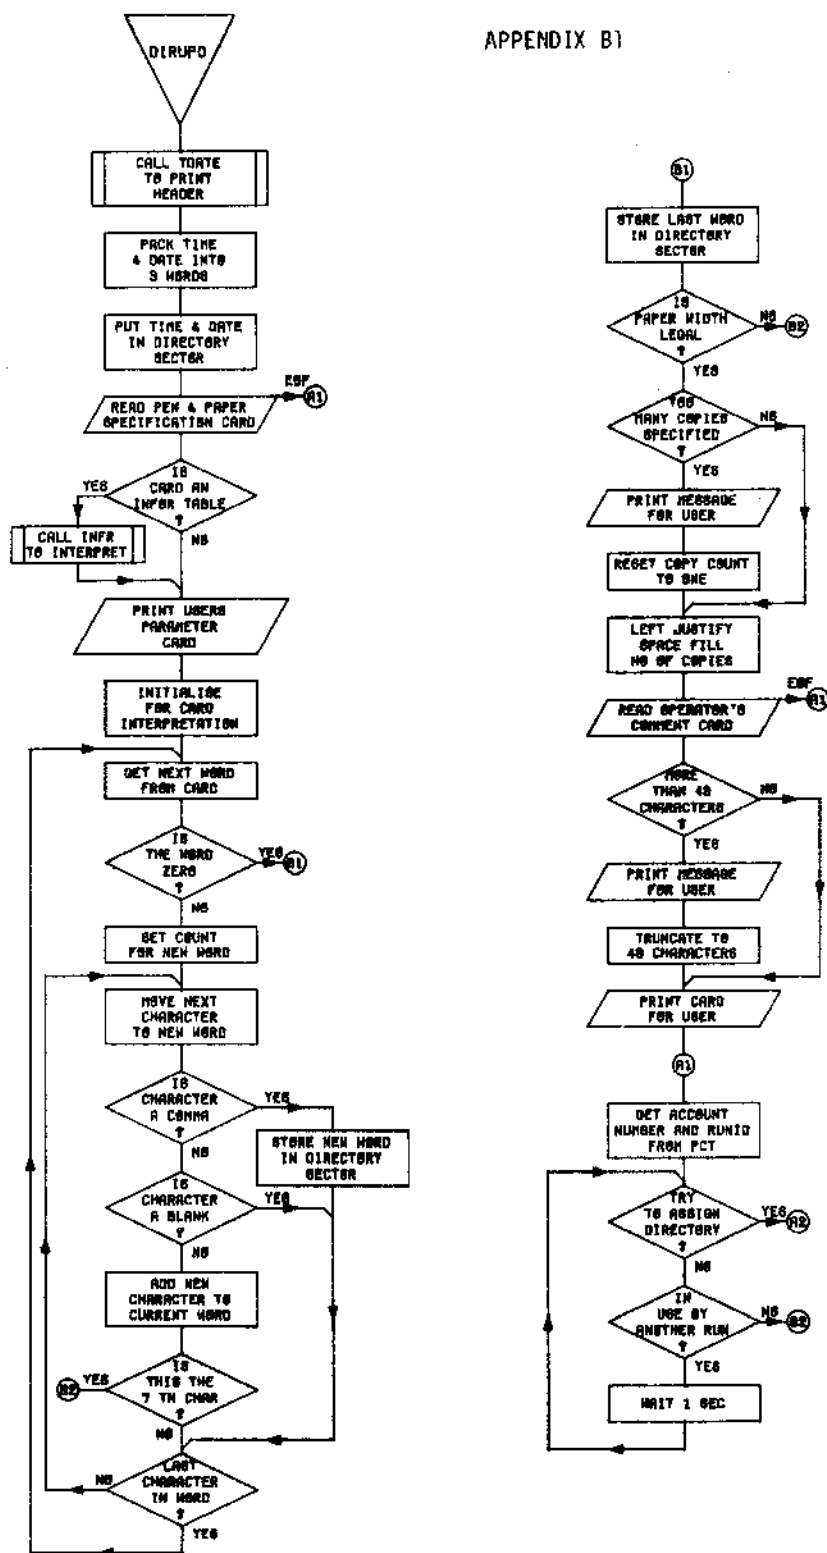 APPENDIX B1
DIRUPD
CALL TDATE
TO PRINT
HEADER
PACK TIME
& DATE INTO
3 WORDS
PUT TIME & DATE
IN DIRECTORY
SECTOR
EOF
A1
READ PEN & PAPER
SPECIFICATION CARD
IS
CARD AN
INFOR TABLE
?
YES
NO
CALL INFR
TO INTERPRET
PRINT USERS
PARAMETER
CARD
INITIALISE
FOR CARD
INTERPRETATION
GET NEXT WORD
FROM CARD
IS
THE WORD
ZERO
?
YES
B1
NO
SET COUNT
FOR NEW WORD
MOVE NEXT
CHARACTER
TO NEW WORD
IS
CHARACTER
A COMMA
?
YES
NO
STORE NEW WORD
IN DIRECTORY
SECTOR
IS
CHARACTER
A BLANK
?
YES
NO
ADD NEW
CHARACTER TO
CURRENT WORD
IS
THIS THE
7 TH CHAR
?
YES
NO
LAST
CHARACTER
IN WORD
?
NO
YES
B1
STORE LAST WORD
IN DIRECTORY
SECTOR
IS
PAPER WIDTH
LEGAL
?
NO
B2
YES
TOO
MANY COPIES
SPECIFIED
?
NO
YES
PRINT MESSAGE
FOR USER
RESET COPY COUNT
TO ONE
LEFT JUSTIFY
SPACE FILL
NO OF COPIES
EOF
A1
READ OPERATOR'S
COMMENT CARD
MORE
THAN 48
CHARACTERS
?
NO
YES
PRINT MESSAGE
FOR USER
TRUNCATE TO
48 CHARACTERS
PRINT CARD
FOR USER
A1
GET ACCOUNT
NUMBER AND RUNID
FROM PCT
TRY
TO ASSIGN
DIRECTORY
?
YES
A2
NO
IN
USE BY
ANOTHER RUN
?
NO
B2
YES
WAIT 1 SEC